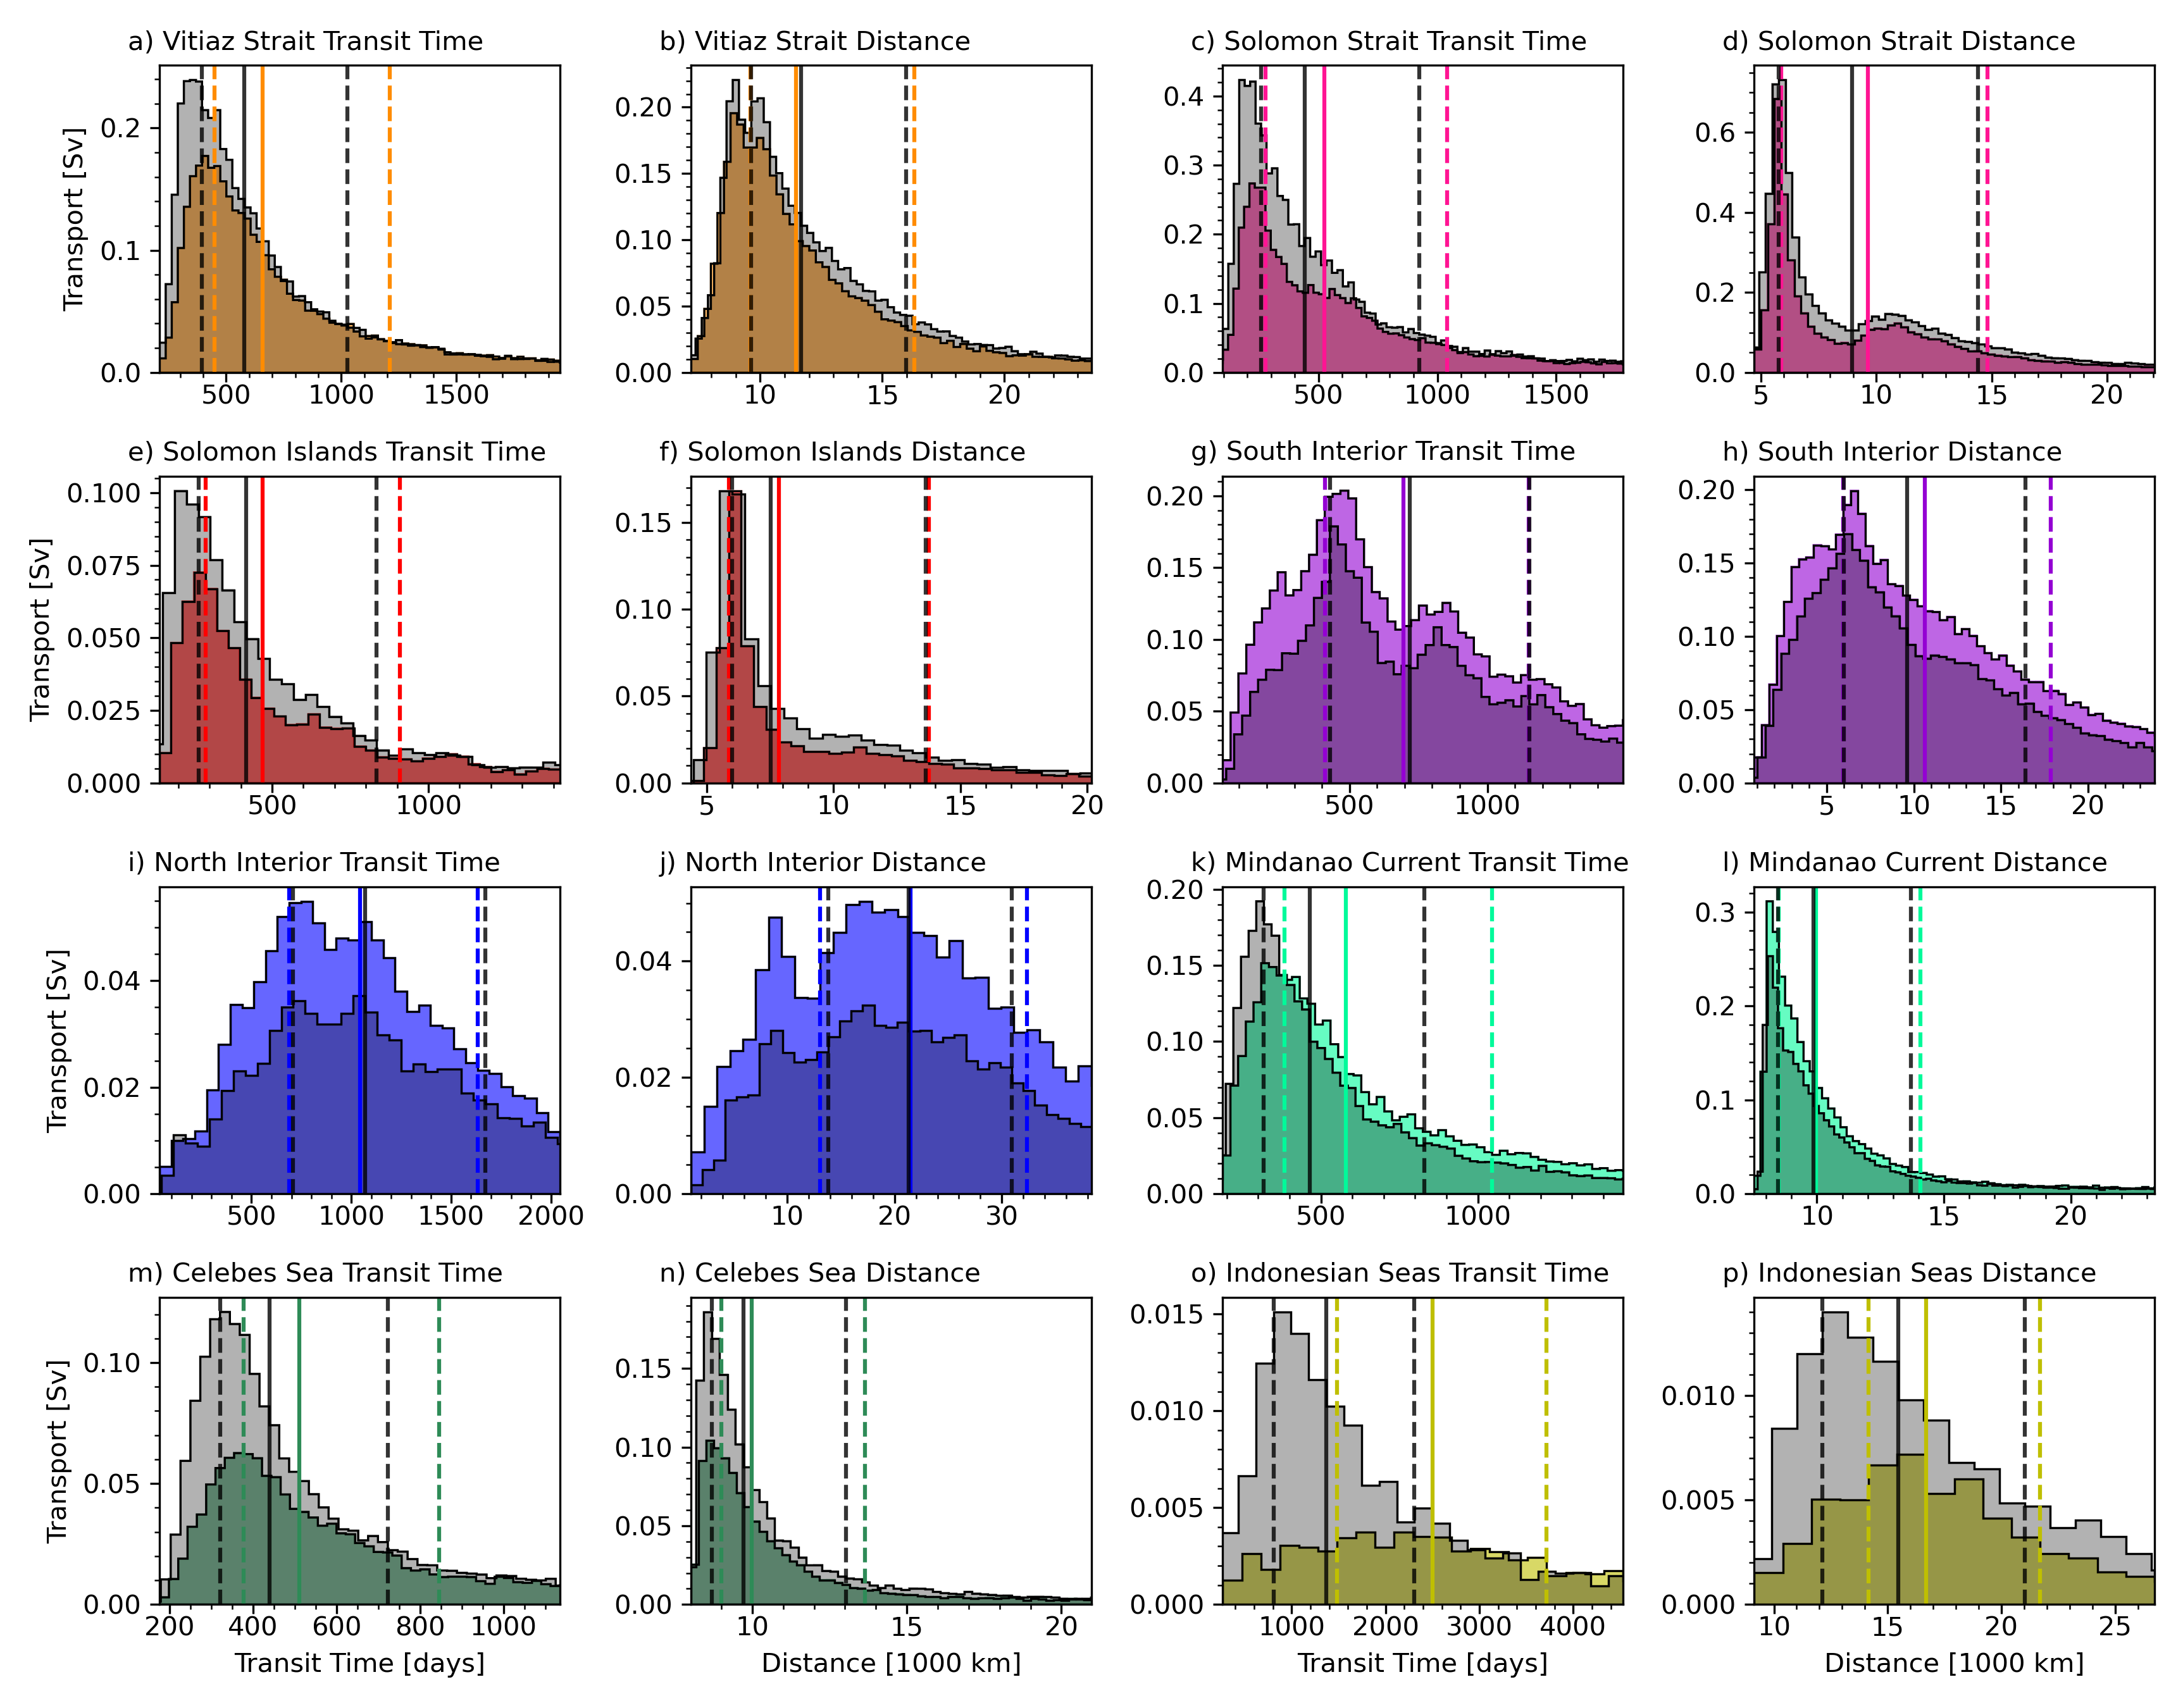 a) Vitiaz Strait Transit Time
b) Vitiaz Strait Distance
c) Solomon Strait Transit Time
d) Solomon Strait Distance
Transport [Sv]
0.2
0.1
0.0
500 1000 1500
0.20
0.15
0.10
0.05
0.00
10 15 20
0.4
0.3
0.2
0.1
0.0
500 1000 1500
0.6
0.4
0.2
0.0
5 10 15 20
e) Solomon Islands Transit Time
f) Solomon Islands Distance
g) South Interior Transit Time
h) South Interior Distance
Transport [Sv]
0.100
0.075
0.050
0.025
0.000
500 1000
0.15
0.10
0.05
0.00
5 10 15 20
0.20
0.15
0.10
0.05
0.00
500 1000
0.20
0.15
0.10
0.05
0.00
5 10 15 20
i) North Interior Transit Time
j) North Interior Distance
k) Mindanao Current Transit Time
l) Mindanao Current Distance
Transport [Sv]
0.04
0.02
0.00
500 1000 1500 2000
0.04
0.02
0.00
10 20 30
0.20
0.15
0.10
0.05
0.00
500 1000
0.3
0.2
0.1
0.0
10 15 20
m) Celebes Sea Transit Time
n) Celebes Sea Distance
o) Indonesian Seas Transit Time
p) Indonesian Seas Distance
Transport [Sv]
0.10
0.05
0.00
200 400 600 800 1000
Transit Time [days]
0.15
0.10
0.05
0.00
10 15 20
Distance [1000 km]
0.015
0.010
0.005
0.000
1000 2000 3000 4000
Transit Time [days]
0.010
0.005
0.000
10 15 20 25
Distance [1000 km]